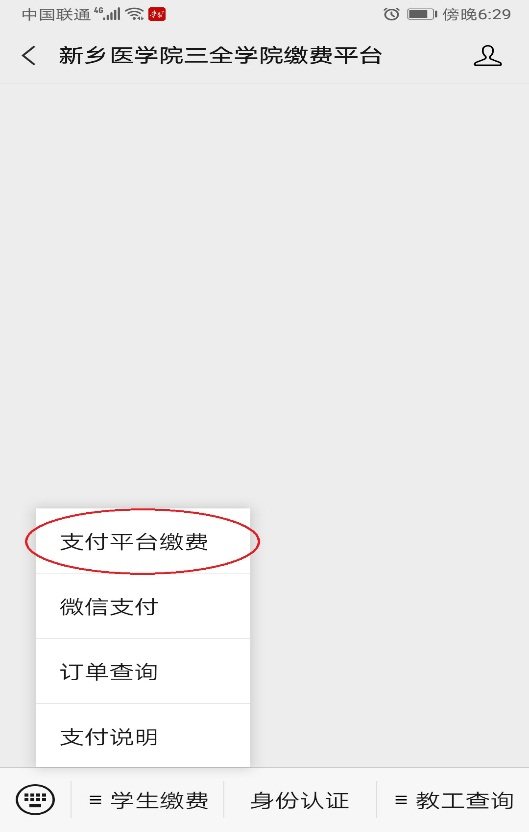 中国联通 4G 傍晚6:29
新乡医学院三全学院缴费平台
支付平台缴费
微信支付
订单查询
支付说明
学生缴费 身份认证 教工查询